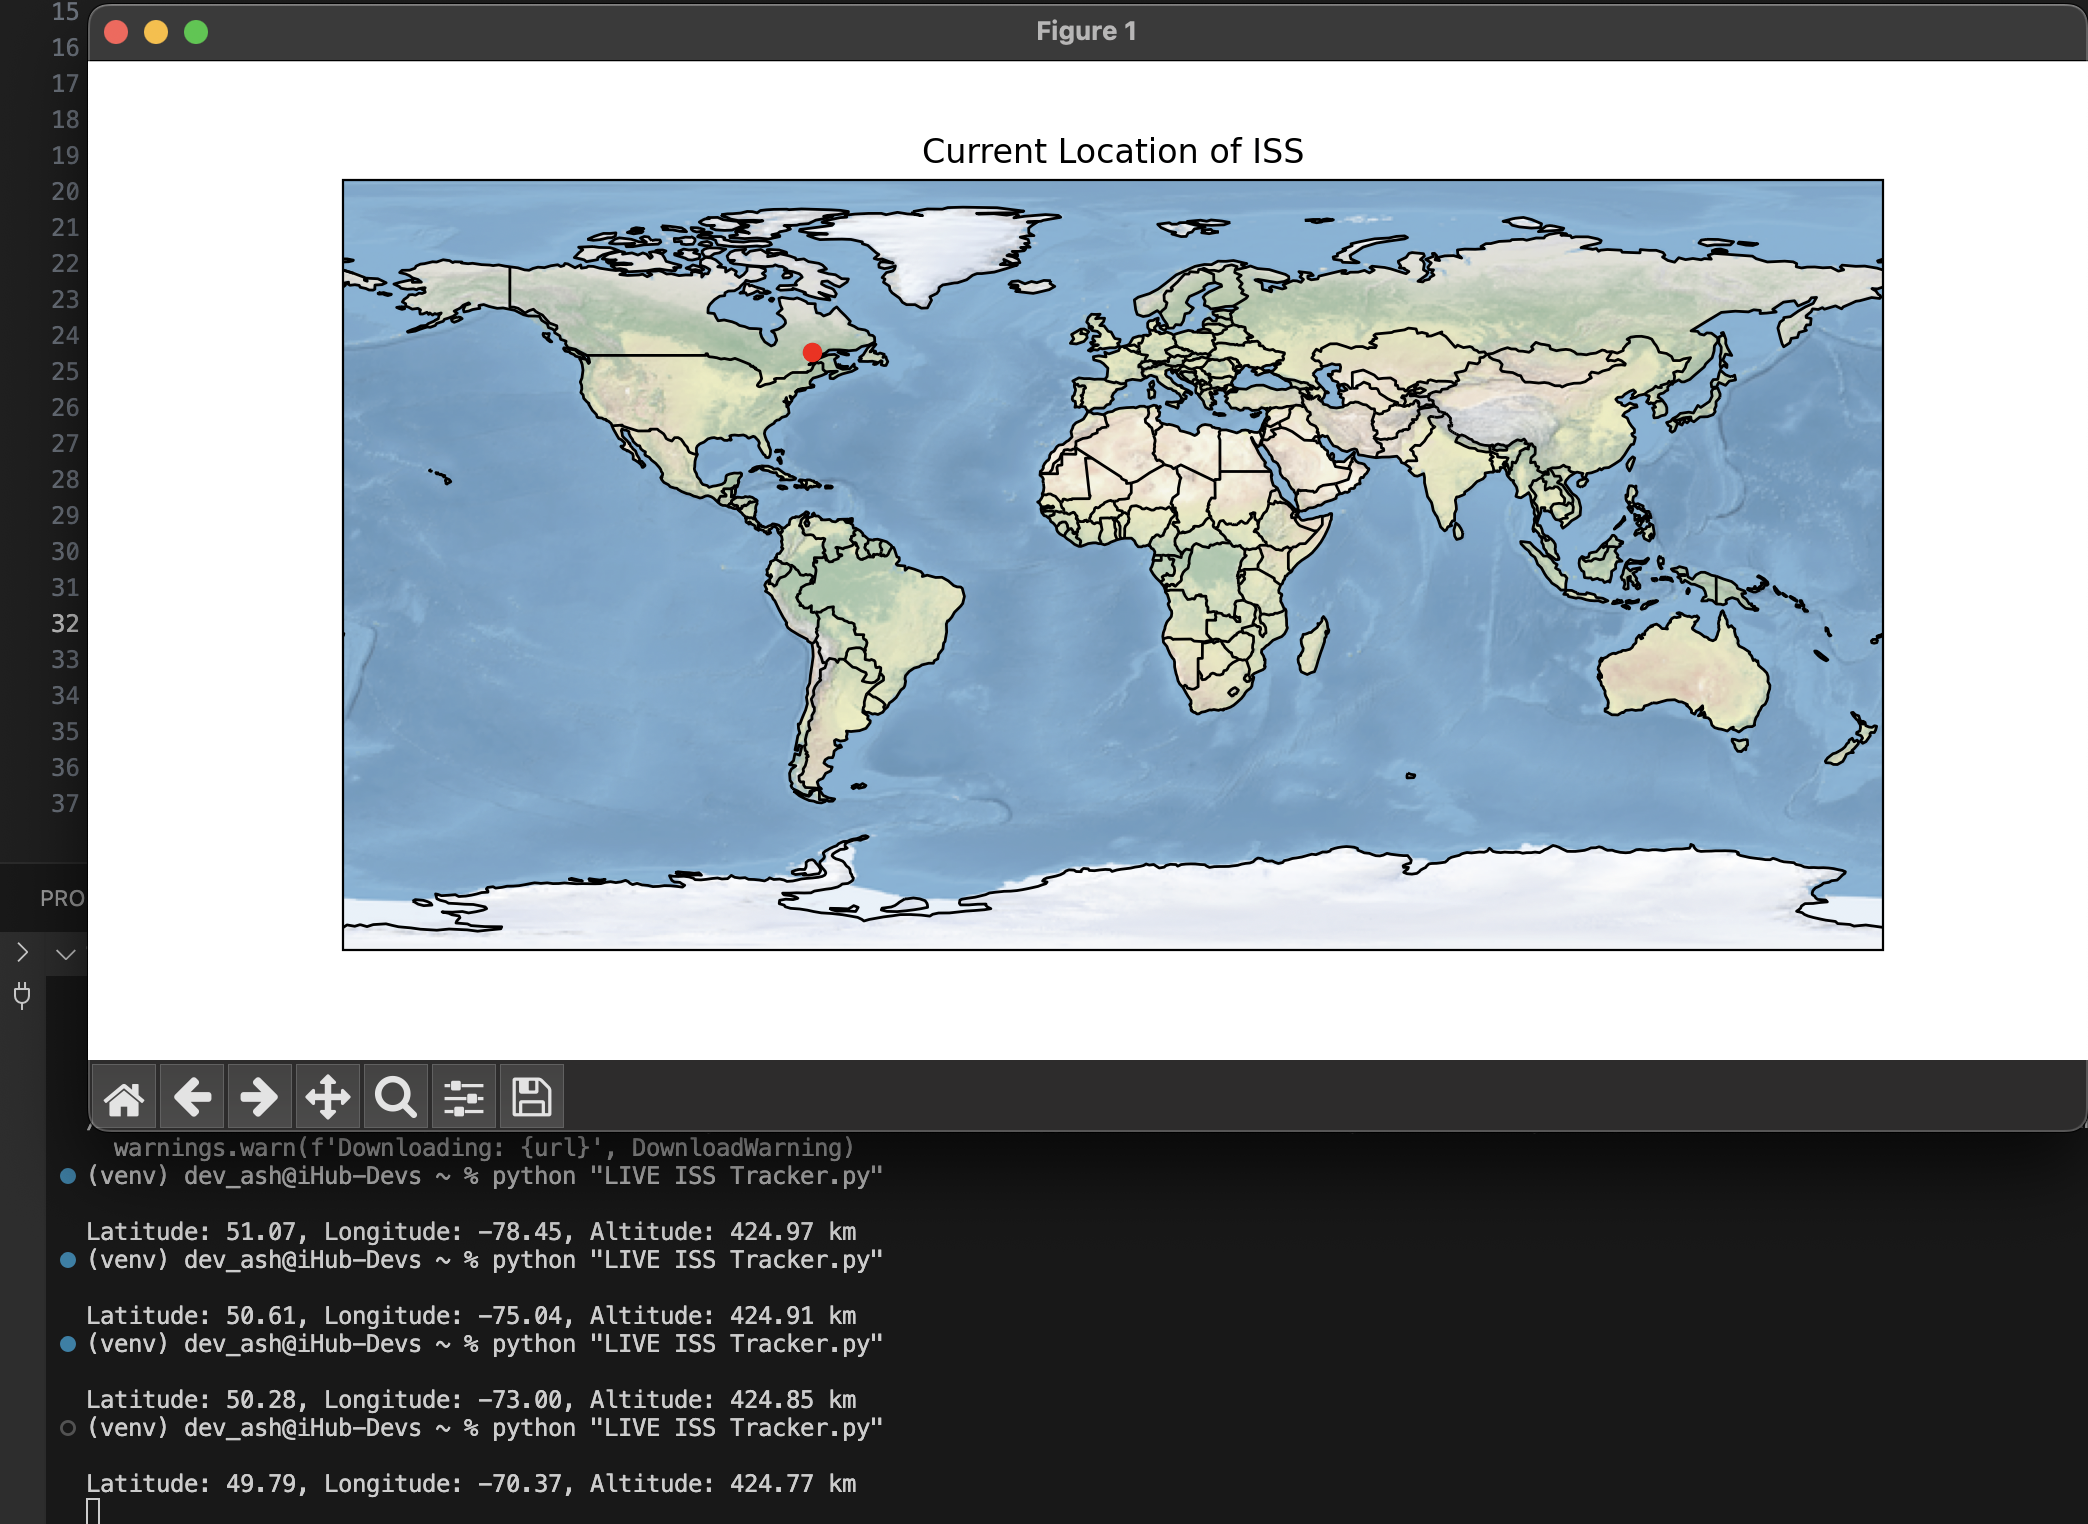 15
16
17
18
19
20
21
22
23
24
25
26
27
28
29
30
31
32
33
34
35
36
37
Figure 1
Current Location of ISS
PRO
warnings.warn(f'Downloading: {url}', DownloadWarning)
(venv) dev_ash@iHub-Devs ~ % python "LIVE ISS Tracker.py"
Latitude: 51.07, Longitude: -78.45, Altitude: 424.97 km
(venv) dev_ash@iHub-Devs ~ % python "LIVE ISS Tracker.py"
Latitude: 50.61, Longitude: -75.04, Altitude: 424.91 km
(venv) dev_ash@iHub-Devs ~ % python "LIVE ISS Tracker.py"
Latitude: 50.28, Longitude: -73.00, Altitude: 424.85 km
(venv) dev_ash@iHub-Devs ~ % python "LIVE ISS Tracker.py"
Latitude: 49.79, Longitude: -70.37, Altitude: 424.77 km